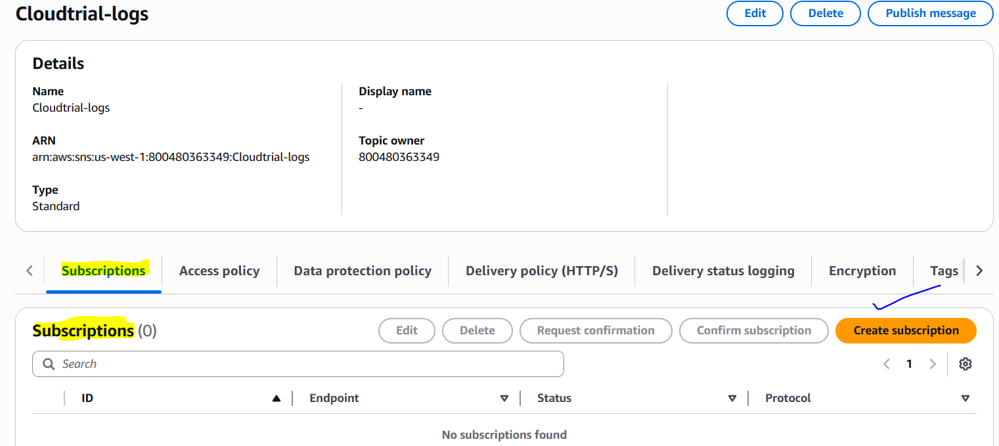 Cloudtrial-logs
Edit Delete Publish message
Details
Name
Cloudtrial-logs
Display name
-
ARN
arn:aws:sns:us-west-1:800480363349:Cloudtrial-logs
Topic owner
800480363349
Type
Standard
Subscriptions Access policy Data protection policy Delivery policy (HTTP/S) Delivery status logging Encryption Tags
Subscriptions (0)
Edit Delete Request confirmation Confirm subscription Create subscription
Search
1
ID Endpoint Status Protocol
No subscriptions found